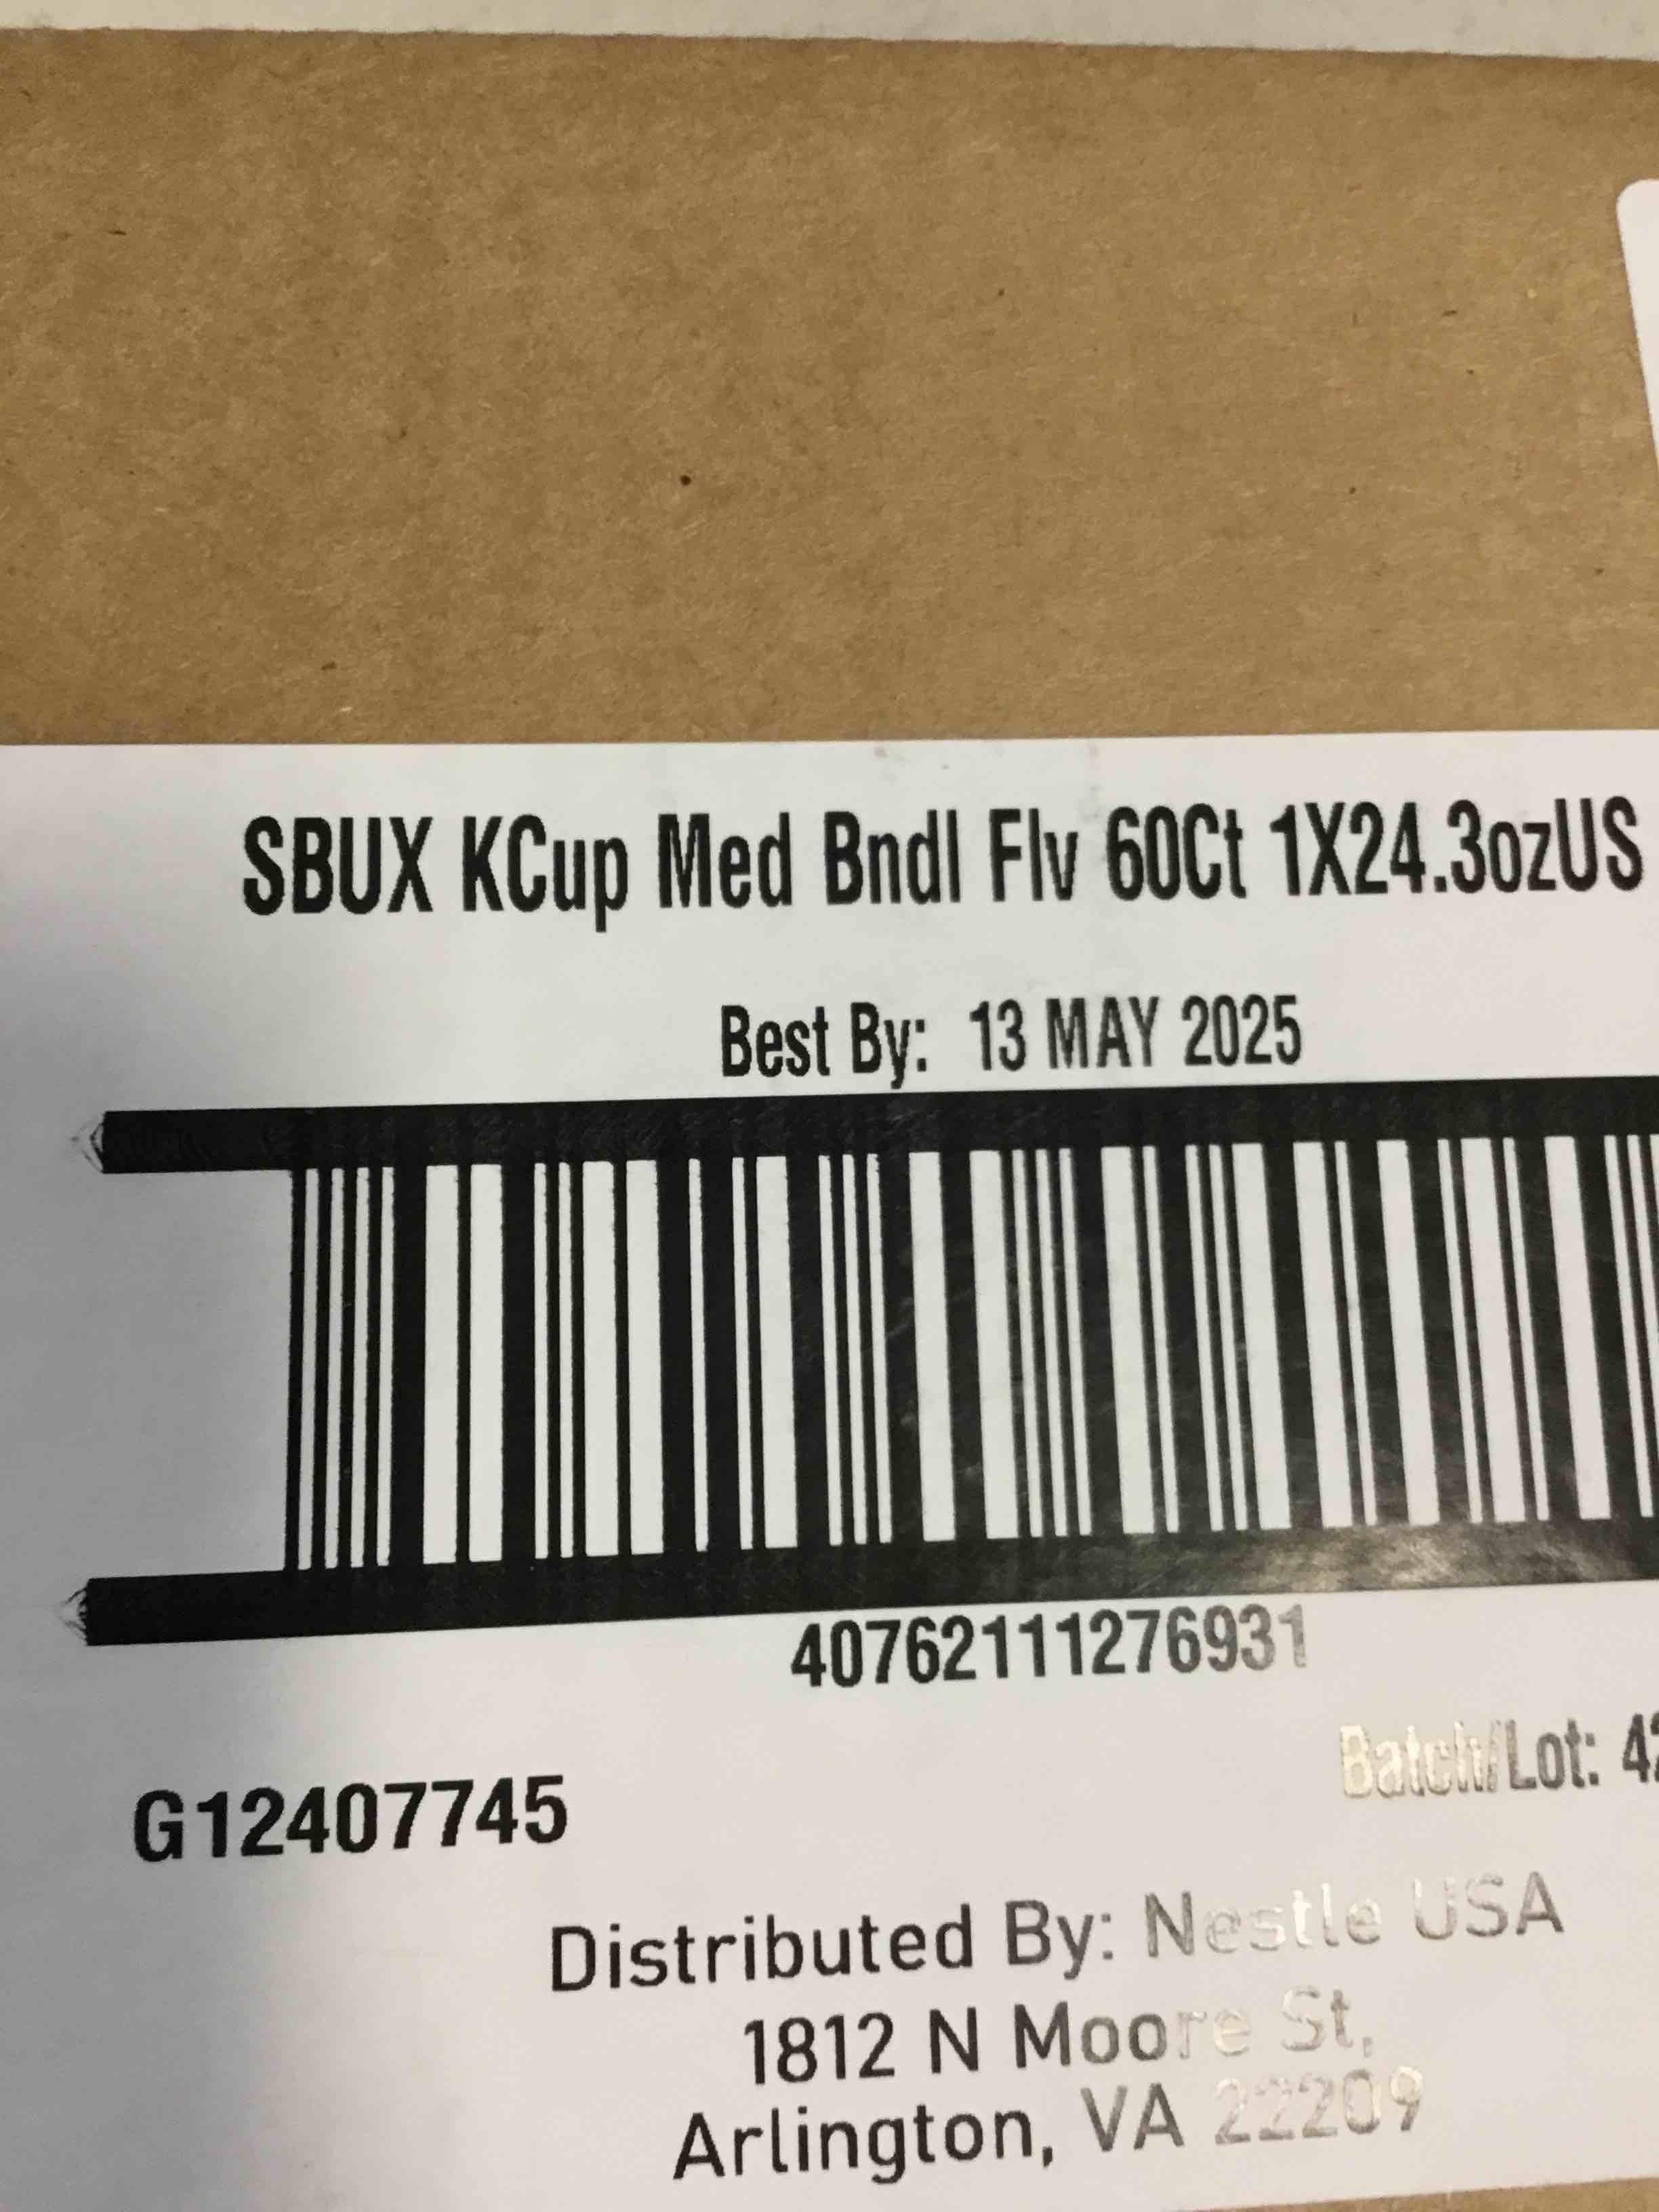 SBUX KCup Med Bndl Flv 60Ct 1X24.3ozUS
Best By: 13 MAY 2025
40762111276931
Batch/Lot:
G12407745
Distributed By: Nestle USA
1812 N Moore St,
Arlington, VA 22209